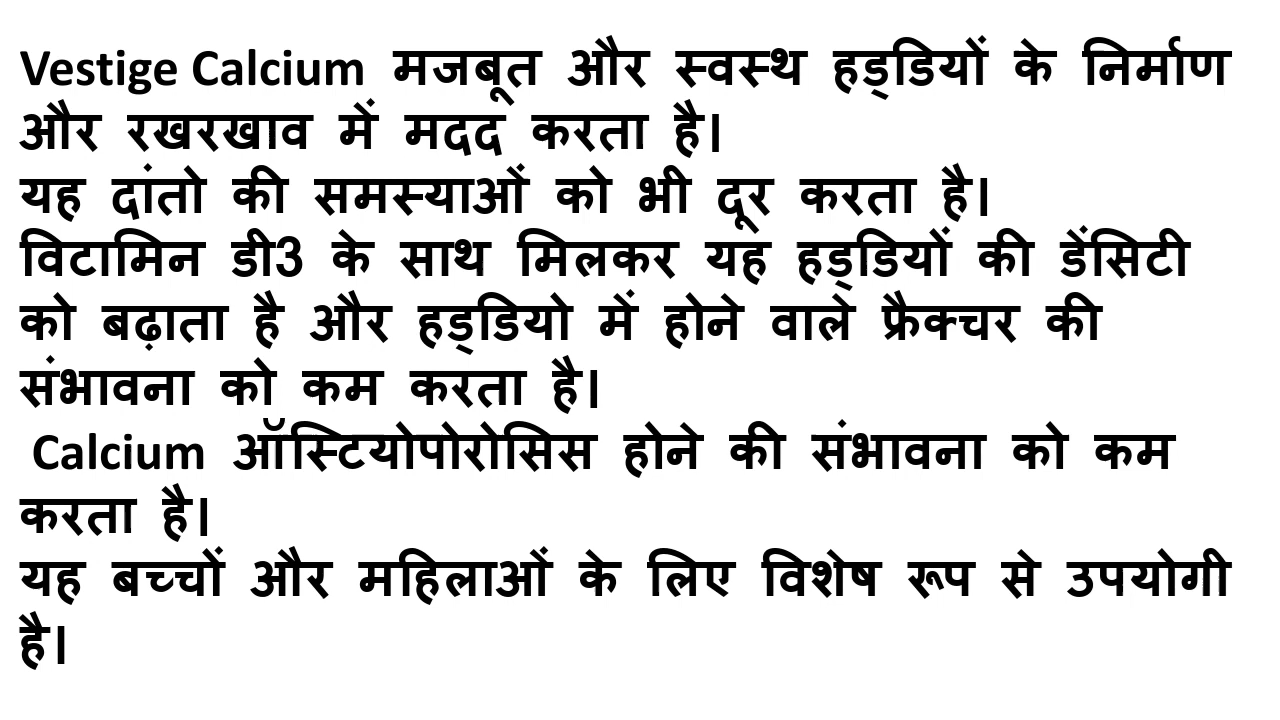 Vestige Calcium मजबूत और स्वस्थ हड्डियों के निर्माण
और रखरखाव में मदद करता है।
यह दांतो की समस्याओं को भी दूर करता है।
विटामिन डी3 के साथ मिलकर यह हड्डियों की डेंसिटी
को बढ़ाता है और हड्डियो में होने वाले फ्रैक्चर की
संभावना को कम करता है।
Calcium ऑस्टियोपोरोसिस होने की संभावना को कम
करता है।
यह बच्चों और महिलाओं के लिए विशेष रूप से उपयोगी
है।